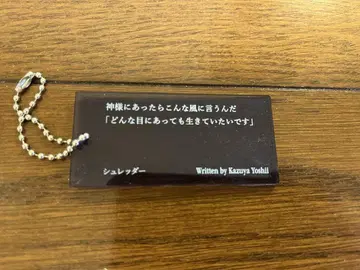 神様にあったらこんな風に言うんだ
「どんな目にあっても生きていたいです」
シュレッダー
Written by Kazuya Yoshii